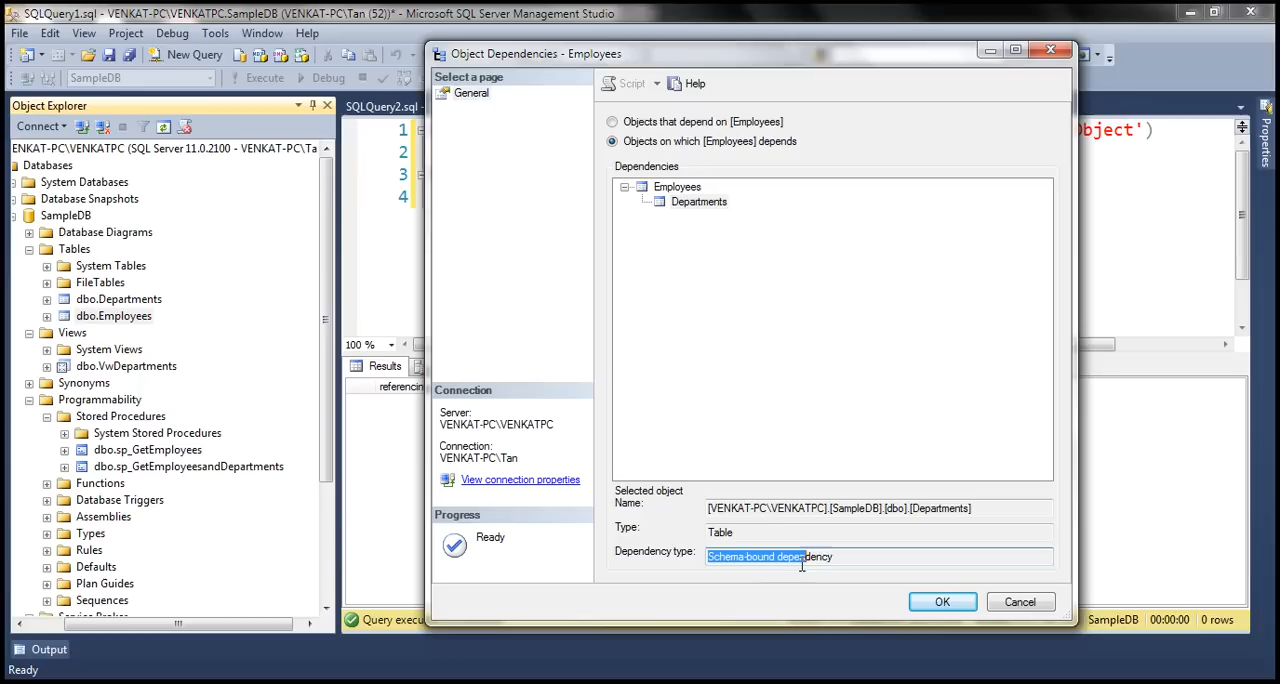 SQLQuery1.sql - VENKAT-PC\VENKATPC.SampleDB (VENKAT-PC\Tan (52))* - Microsoft SQL Server Management Studio
File Edit View Project Debug Tools Window Help
New Query
SampleDB
Execute
Debug
Object Explorer
Connect
ENKAT-PC\VENKATPC (SQL Server 11.0.2100 - VENKAT-PC\Ta
Databases
System Databases
Database Snapshots
SampleDB
Database Diagrams
Tables
System Tables
FileTables
dbo.Departments
dbo.Employees
Views
System Views
dbo.VwDepartments
Synonyms
Programmability
Stored Procedures
System Stored Procedures
dbo.sp_GetEmployees
dbo.sp_GetEmployeesandDepartments
Functions
Database Triggers
Assemblies
Types
Rules
Defaults
Plan Guides
Sequences
Output
Ready
SQLQuery2.sql
1
2
3
4
Object')
100 %
Results
referencin
Query execu
SampleDB 00:00:00 0 rows
Properties
Object Dependencies - Employees
Select a page
General
Script
Help
Objects that depend on [Employees]
Objects on which [Employees] depends
Dependencies
Employees
Departments
Connection
Server:
VENKAT-PC\VENKATPC
Connection:
VENKAT-PC\Tan
View connection properties
Progress
Ready
Selected object
Name: [VENKAT-PC\VENKATPC].[SampleDB].[dbo].[Departments]
Type: Table
Dependency type: Schema-bound dependency
OK
Cancel